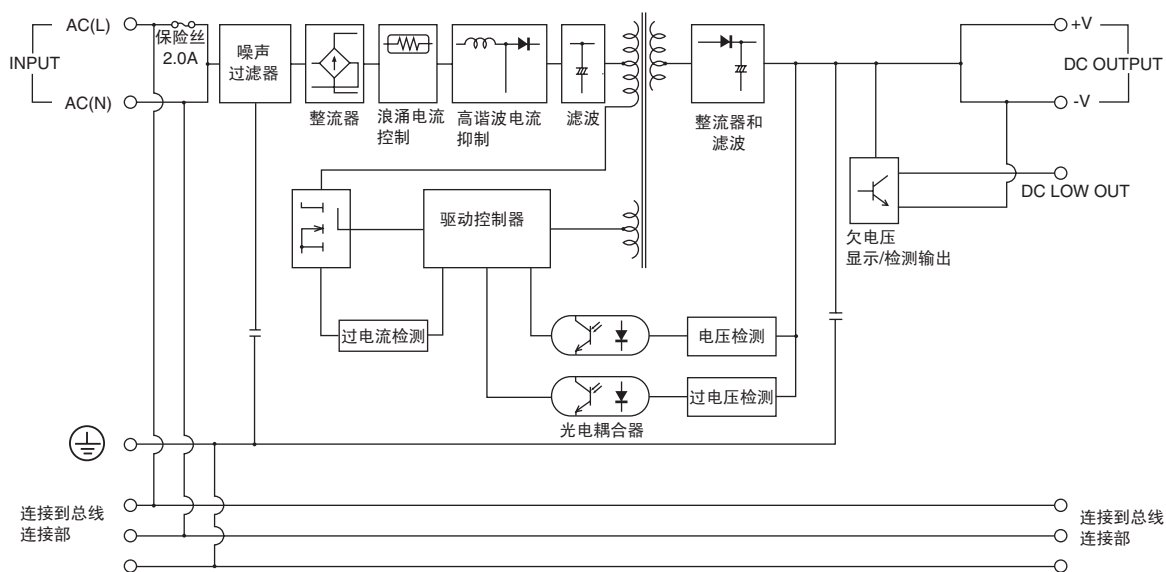 AC(L)
INPUT
AC(N)
保险丝
2.0A
噪声
过滤器
整流器
浪涌电流
控制
高谐波电流
抑制
滤波
整流器和
滤波
+V
DC OUTPUT
-V
DC LOW OUT
欠电压
显示/检测输出
驱动控制器
过电流检测
电压检测
过电压检测
光电耦合器
连接到总线
连接部
连接到总线
连接部